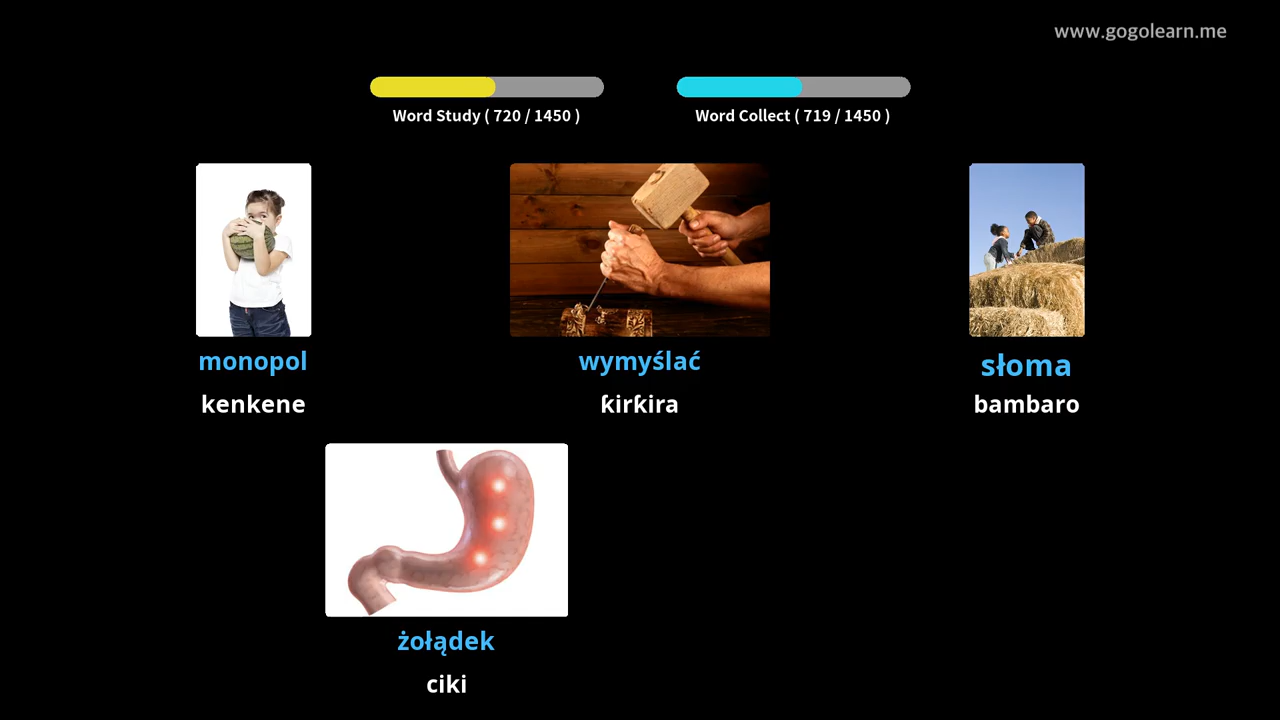 www.gogolearn.me
Word Study ( 720 / 1450 )
Word Collect ( 719 / 1450 )
monopol
kenkene
wymyślać
ƙirƙira
słoma
bambaro
żołądek
ciki